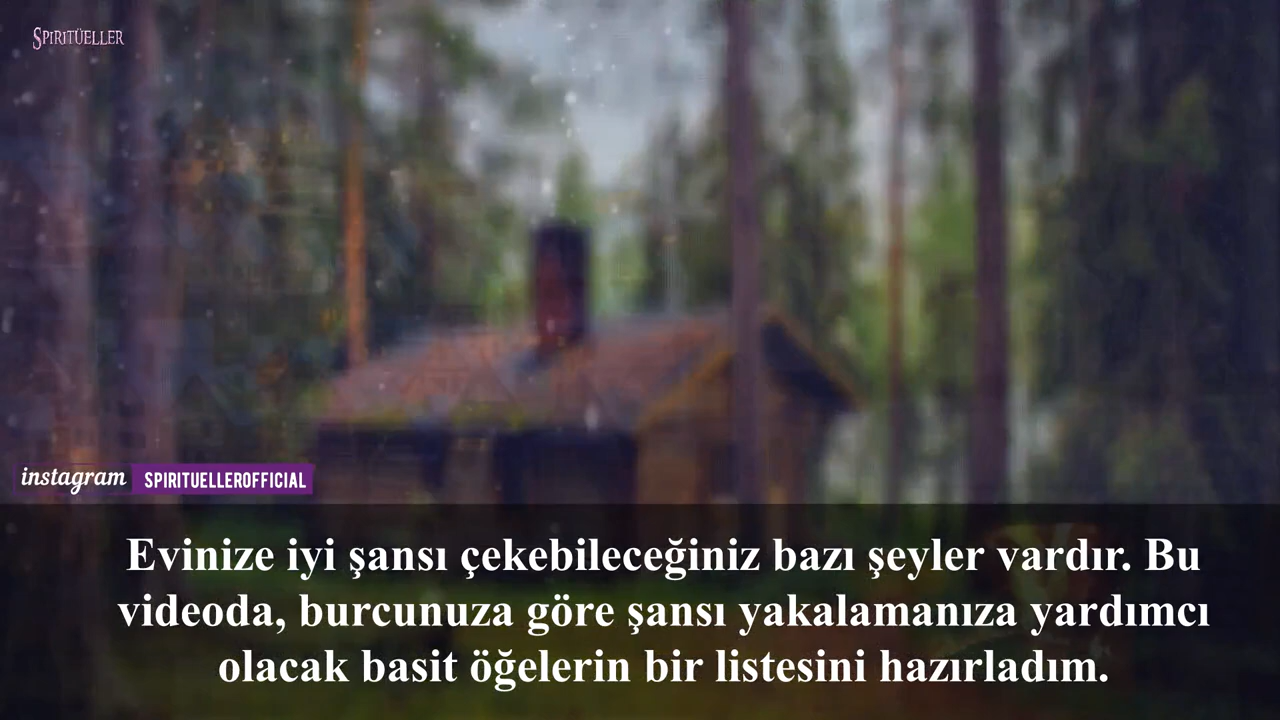 SPIRITÜELLER
instagram SPIRITUELLEROFFICIAL
Evinize iyi şansı çekebileceğiniz bazı şeyler vardır. Bu
videoda, burcunuza göre şansı yakalamanıza yardımcı
olacak basit öğelerin bir listesini hazırladım.